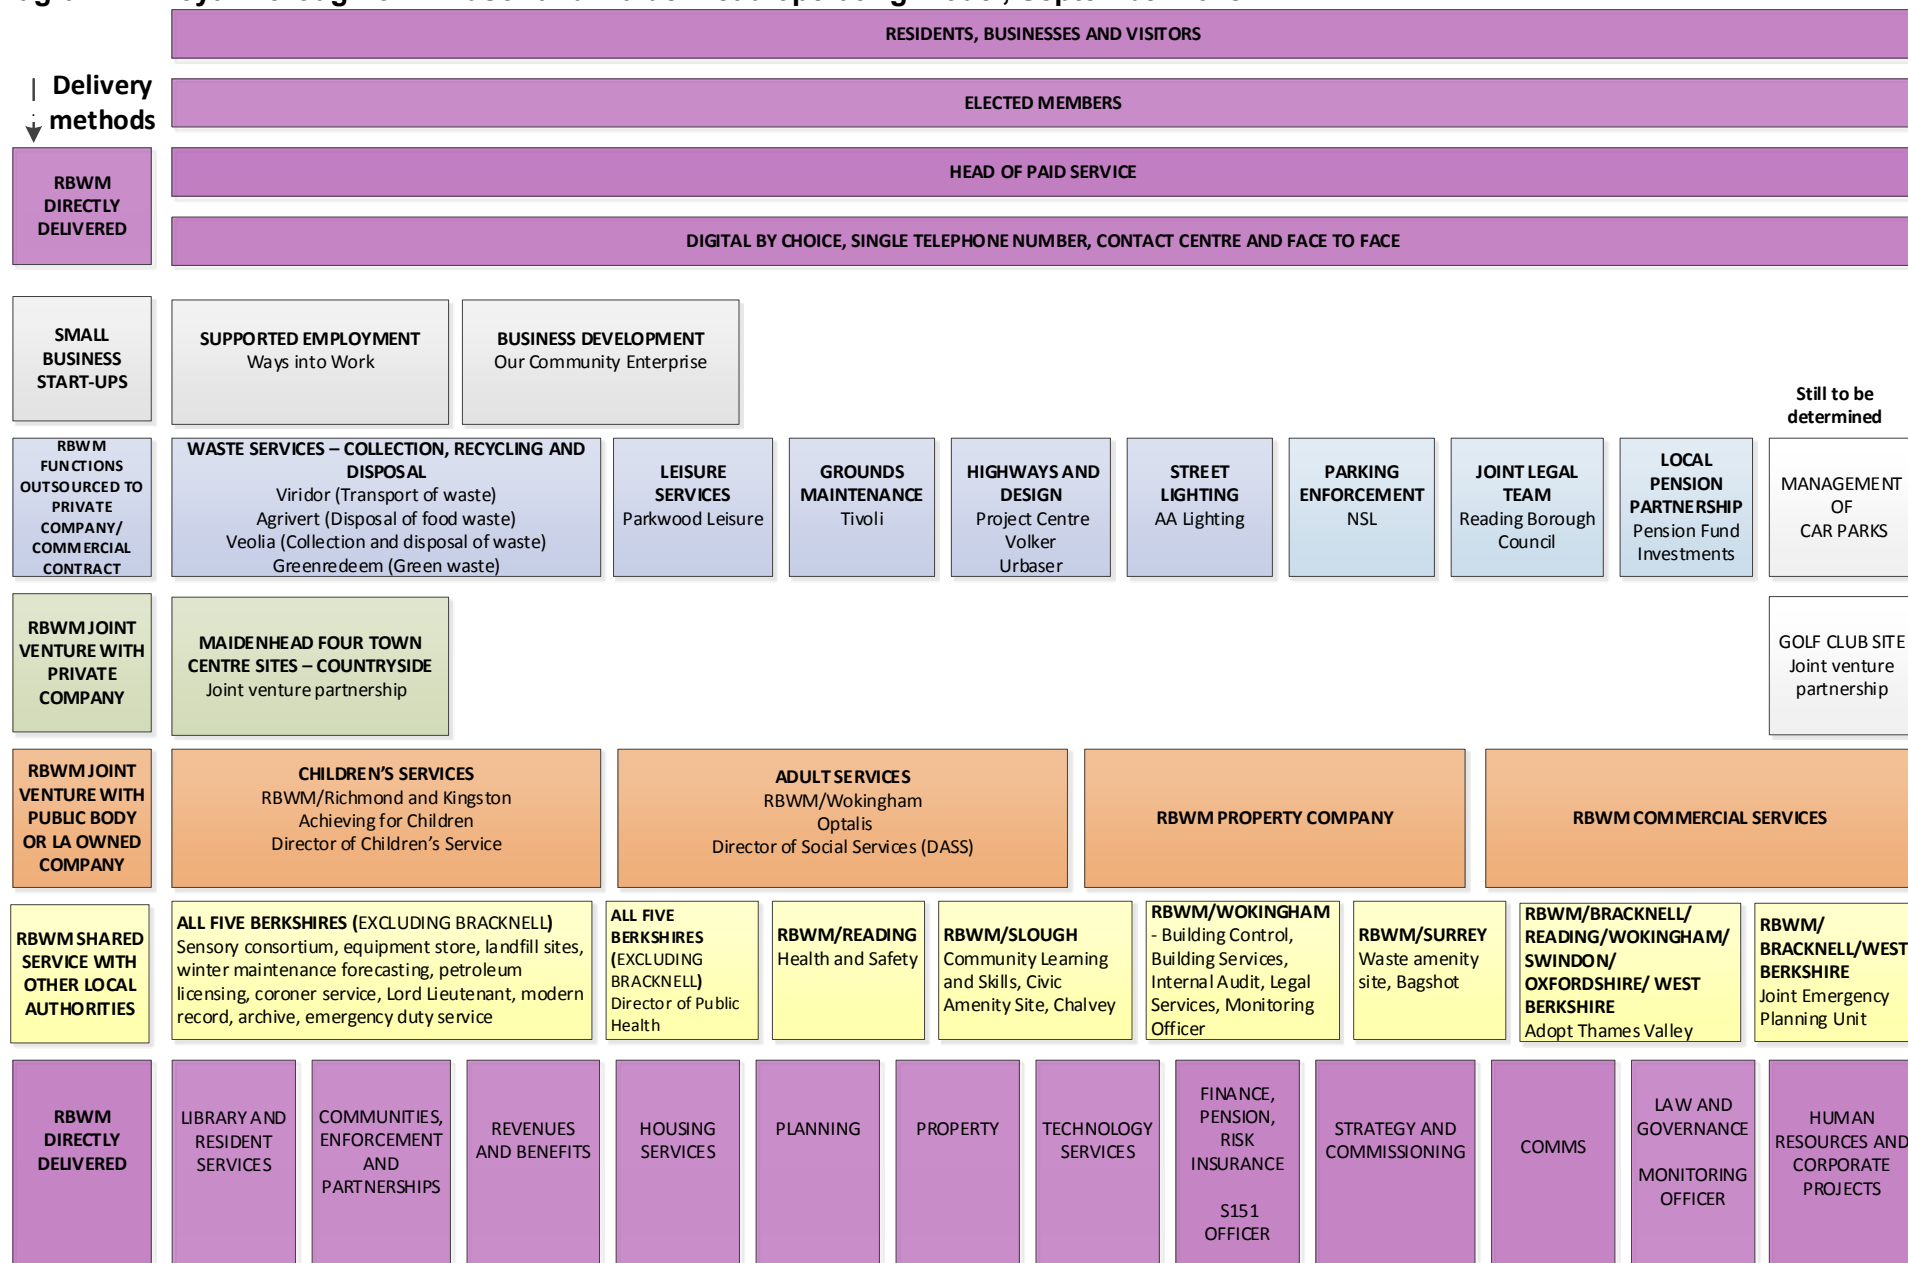 RESIDENTS, BUSINESSES AND VISITORS
Delivery
methods
ELECTED MEMBERS
RBWM
DIRECTLY
DELIVERED
HEAD OF PAID SERVICE
DIGITAL BY CHOICE, SINGLE TELEPHONE NUMBER, CONTACT CENTRE AND FACE TO FACE
SMALL
BUSINESS
START-UPS
SUPPORTED EMPLOYMENT
Ways into Work
BUSINESS DEVELOPMENT
Our Community Enterprise
Still to be
determined
RBWM
FUNCTIONS
OUTSOURCED TO
PRIVATE
COMPANY/
COMMERCIAL
CONTRACT
WASTE SERVICES – COLLECTION, RECYCLING AND
DISPOSAL
Viridor (Transport of waste)
Agrivert (Disposal of food waste)
Veolia (Collection and disposal of waste)
Greenredeem (Green waste)
LEISURE
SERVICES
Parkwood Leisure
GROUNDS
MAINTENANCE
Tivoli
HIGHWAYS AND
DESIGN
Project Centre
Volker
Urbaser
STREET
LIGHTING
AA Lighting
PARKING
ENFORCEMENT
NSL
JOINT LEGAL
TEAM
Reading Borough
Council
LOCAL
PENSION
PARTNERSHIP
Pension Fund
Investments
MANAGEMENT
OF
CAR PARKS
RBWM JOINT
VENTURE WITH
PRIVATE
COMPANY
MAIDENHEAD FOUR TOWN
CENTRE SITES – COUNTRYSIDE
Joint venture partnership
GOLF CLUB SITE
Joint venture
partnership
RBWM JOINT
VENTURE WITH
PUBLIC BODY
OR LA OWNED
COMPANY
CHILDREN'S SERVICES
RBWM/Richmond and Kingston
Achieving for Children
Director of Children's Service
ADULT SERVICES
RBWM/Wokingham
Optalis
Director of Social Services (DASS)
RBWM PROPERTY COMPANY
RBWM COMMERCIAL SERVICES
RBWM SHARED
SERVICE WITH
OTHER LOCAL
AUTHORITIES
ALL FIVE BERKSHIRES (EXCLUDING BRACKNELL)
Sensory consortium, equipment store, landfill sites,
winter maintenance forecasting, petroleum
licensing, coroner service, Lord Lieutenant, modern
record, archive, emergency duty service
ALL FIVE
BERKSHIRES
(EXCLUDING
BRACKNELL)
Director of Public
Health
RBWM/READING
Health and Safety
RBWM/SLOUGH
Community Learning
and Skills, Civic
Amenity Site, Chalvey
RBWM/WOKINGHAM
- Building Control,
Building Services,
Internal Audit, Legal
Services, Monitoring
Officer
RBWM/SURREY
Waste amenity
site, Bagshot
RBWM/BRACKNELL/
READING/WOKINGHAM/
SWINDON/
OXFORDSHIRE/ WEST
BERKSHIRE
Adopt Thames Valley
RBWM/
BRACKNELL/WEST
BERKSHIRE
Joint Emergency
Planning Unit
RBWM
DIRECTLY
DELIVERED
LIBRARY AND
RESIDENT
SERVICES
COMMUNITIES,
ENFORCEMENT
AND
PARTNERSHIPS
REVENUES
AND BENEFITS
HOUSING
SERVICES
PLANNING
PROPERTY
TECHNOLOGY
SERVICES
FINANCE,
PENSION,
RISK
INSURANCE
S151
OFFICER
STRATEGY AND
COMMISSIONING
COMMS
LAW AND
GOVERNANCE
MONITORING
OFFICER
HUMAN
RESOURCES AND
CORPORATE
PROJECTS